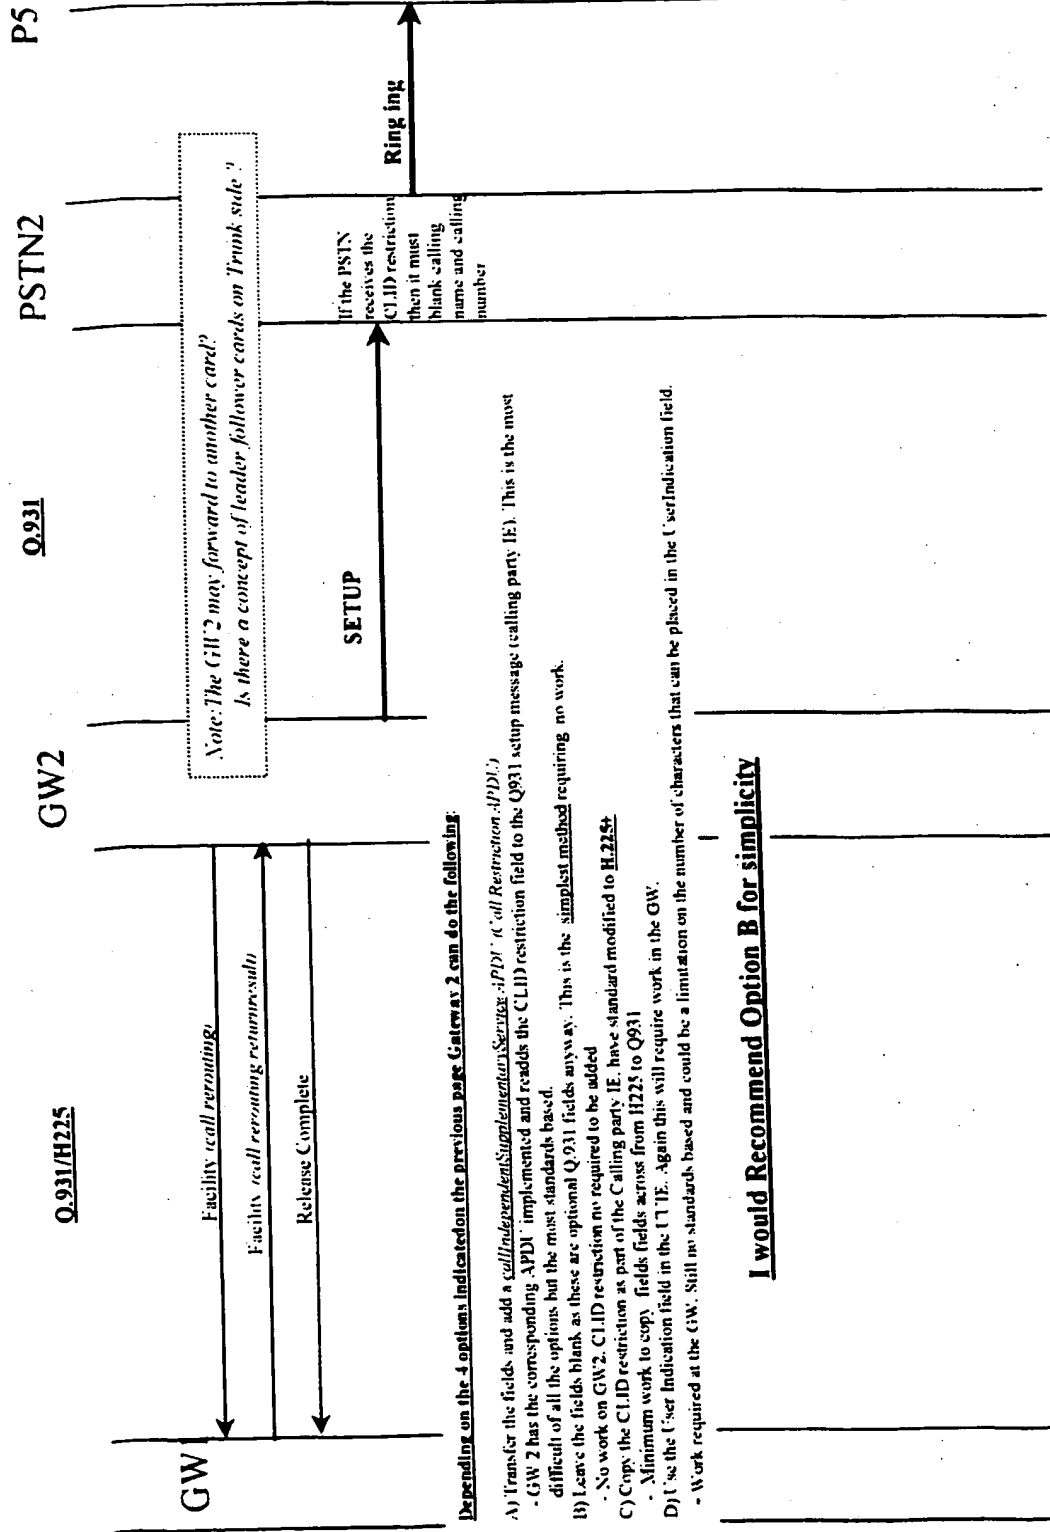 Q.931/H225
Q.931
GW1
GW2
PSTN2
P5
Note: The GW2 may forward to another card?
Is there a concept of leader follower cards on Trunk side ?
Facility (call rerouting)
Facility (call rerouting returnresult)
Release Complete
SETUP
If the PSTN
receives the
CLID restriction
then it must
blank calling
name and calling
number
Ring ing
Depending on the 4 options indicatedon the previous page Gateway 2 can do the following:
A) Transfer the fields and add a callIndependentSupplementaryService APDU (Call Restriction APDU)
- GW 2 has the corresponding APDU implemented and readds the CLID restriction field to the Q931 setup message (calling party IE). This is the most
difficult of all the options but the most standards based.
B) Leave the fields blank as these are optional Q.931 fields anyway. This is the simplest method requiring no work.
- No work on GW2. CLID restriction no required to be added
C) Copy the CLID restriction as part of the Calling party IE. have standard modified to H.225+
- Minimum work to copy fields fields across from H225 to Q931
D) Use the User Indication field in the UUIE. Again this will require work in the GW.
- Work required at the GW. Still no standards based and could be a limitation on the number of characters that can be placed in the UserIndication field.
I would Recommend Option B for simplicity